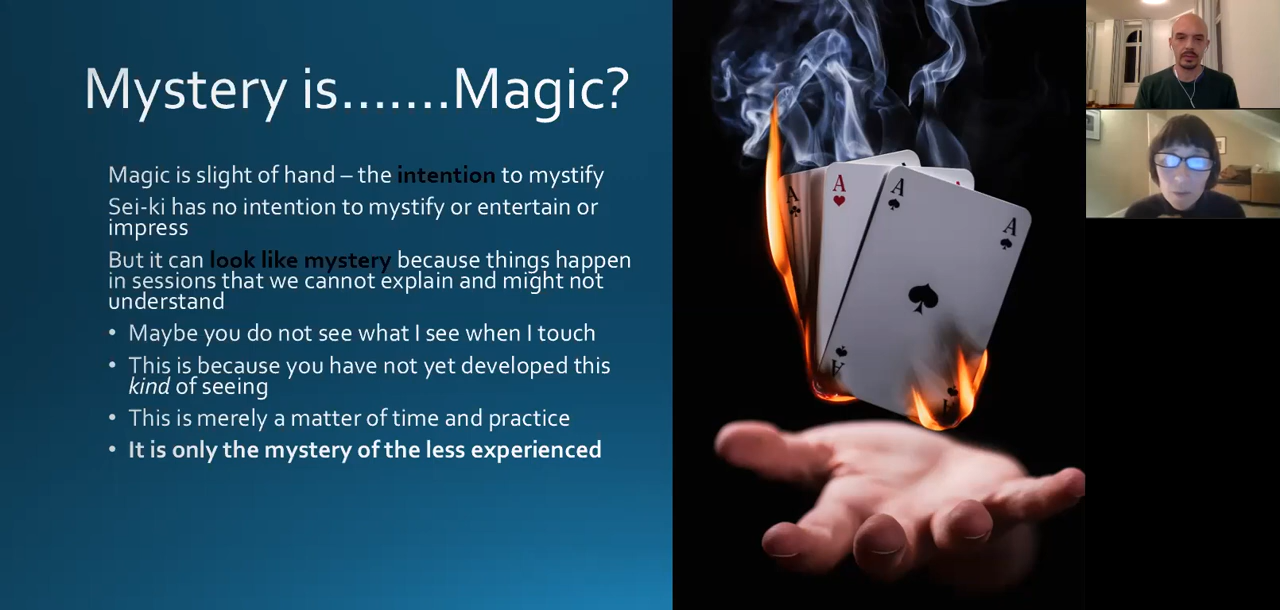 Mystery is.......Magic?
Magic is slight of hand – the intention to mystify
Sei-ki has no intention to mystify or entertain or
impress
But it can look like mystery because things happen
in sessions that we cannot explain and might not
understand
• Maybe you do not see what I see when I touch
• This is because you have not yet developed this
kind of seeing
• This is merely a matter of time and practice
• It is only the mystery of the less experienced
A
A
A
A
A
A